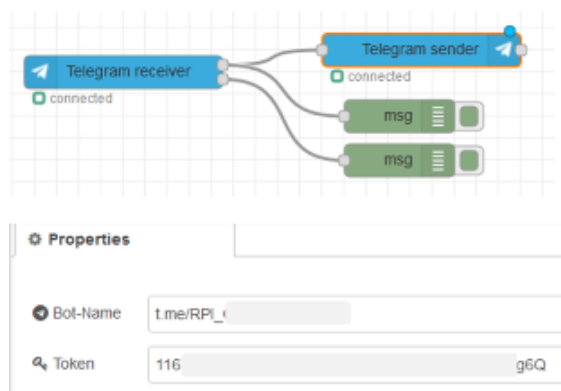 Telegram sender
Telegram receiver
connected
connected
msg
msg
Properties
Bot-Name
t.me/RPI_
Token
116
g6Q